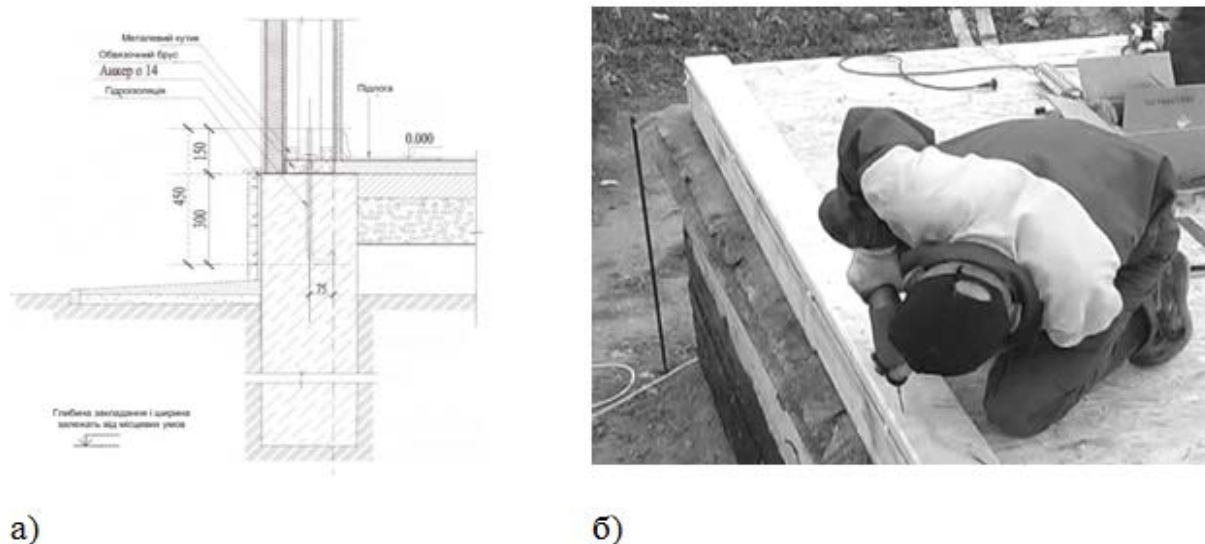 Металевий кутик
Обвязочний брус
Анкер ø 14
Гідроізоляція
Підлога
0.000
150
450
300
75
Глибина закладання і ширина
залежать від місцевих умов
а)
б)